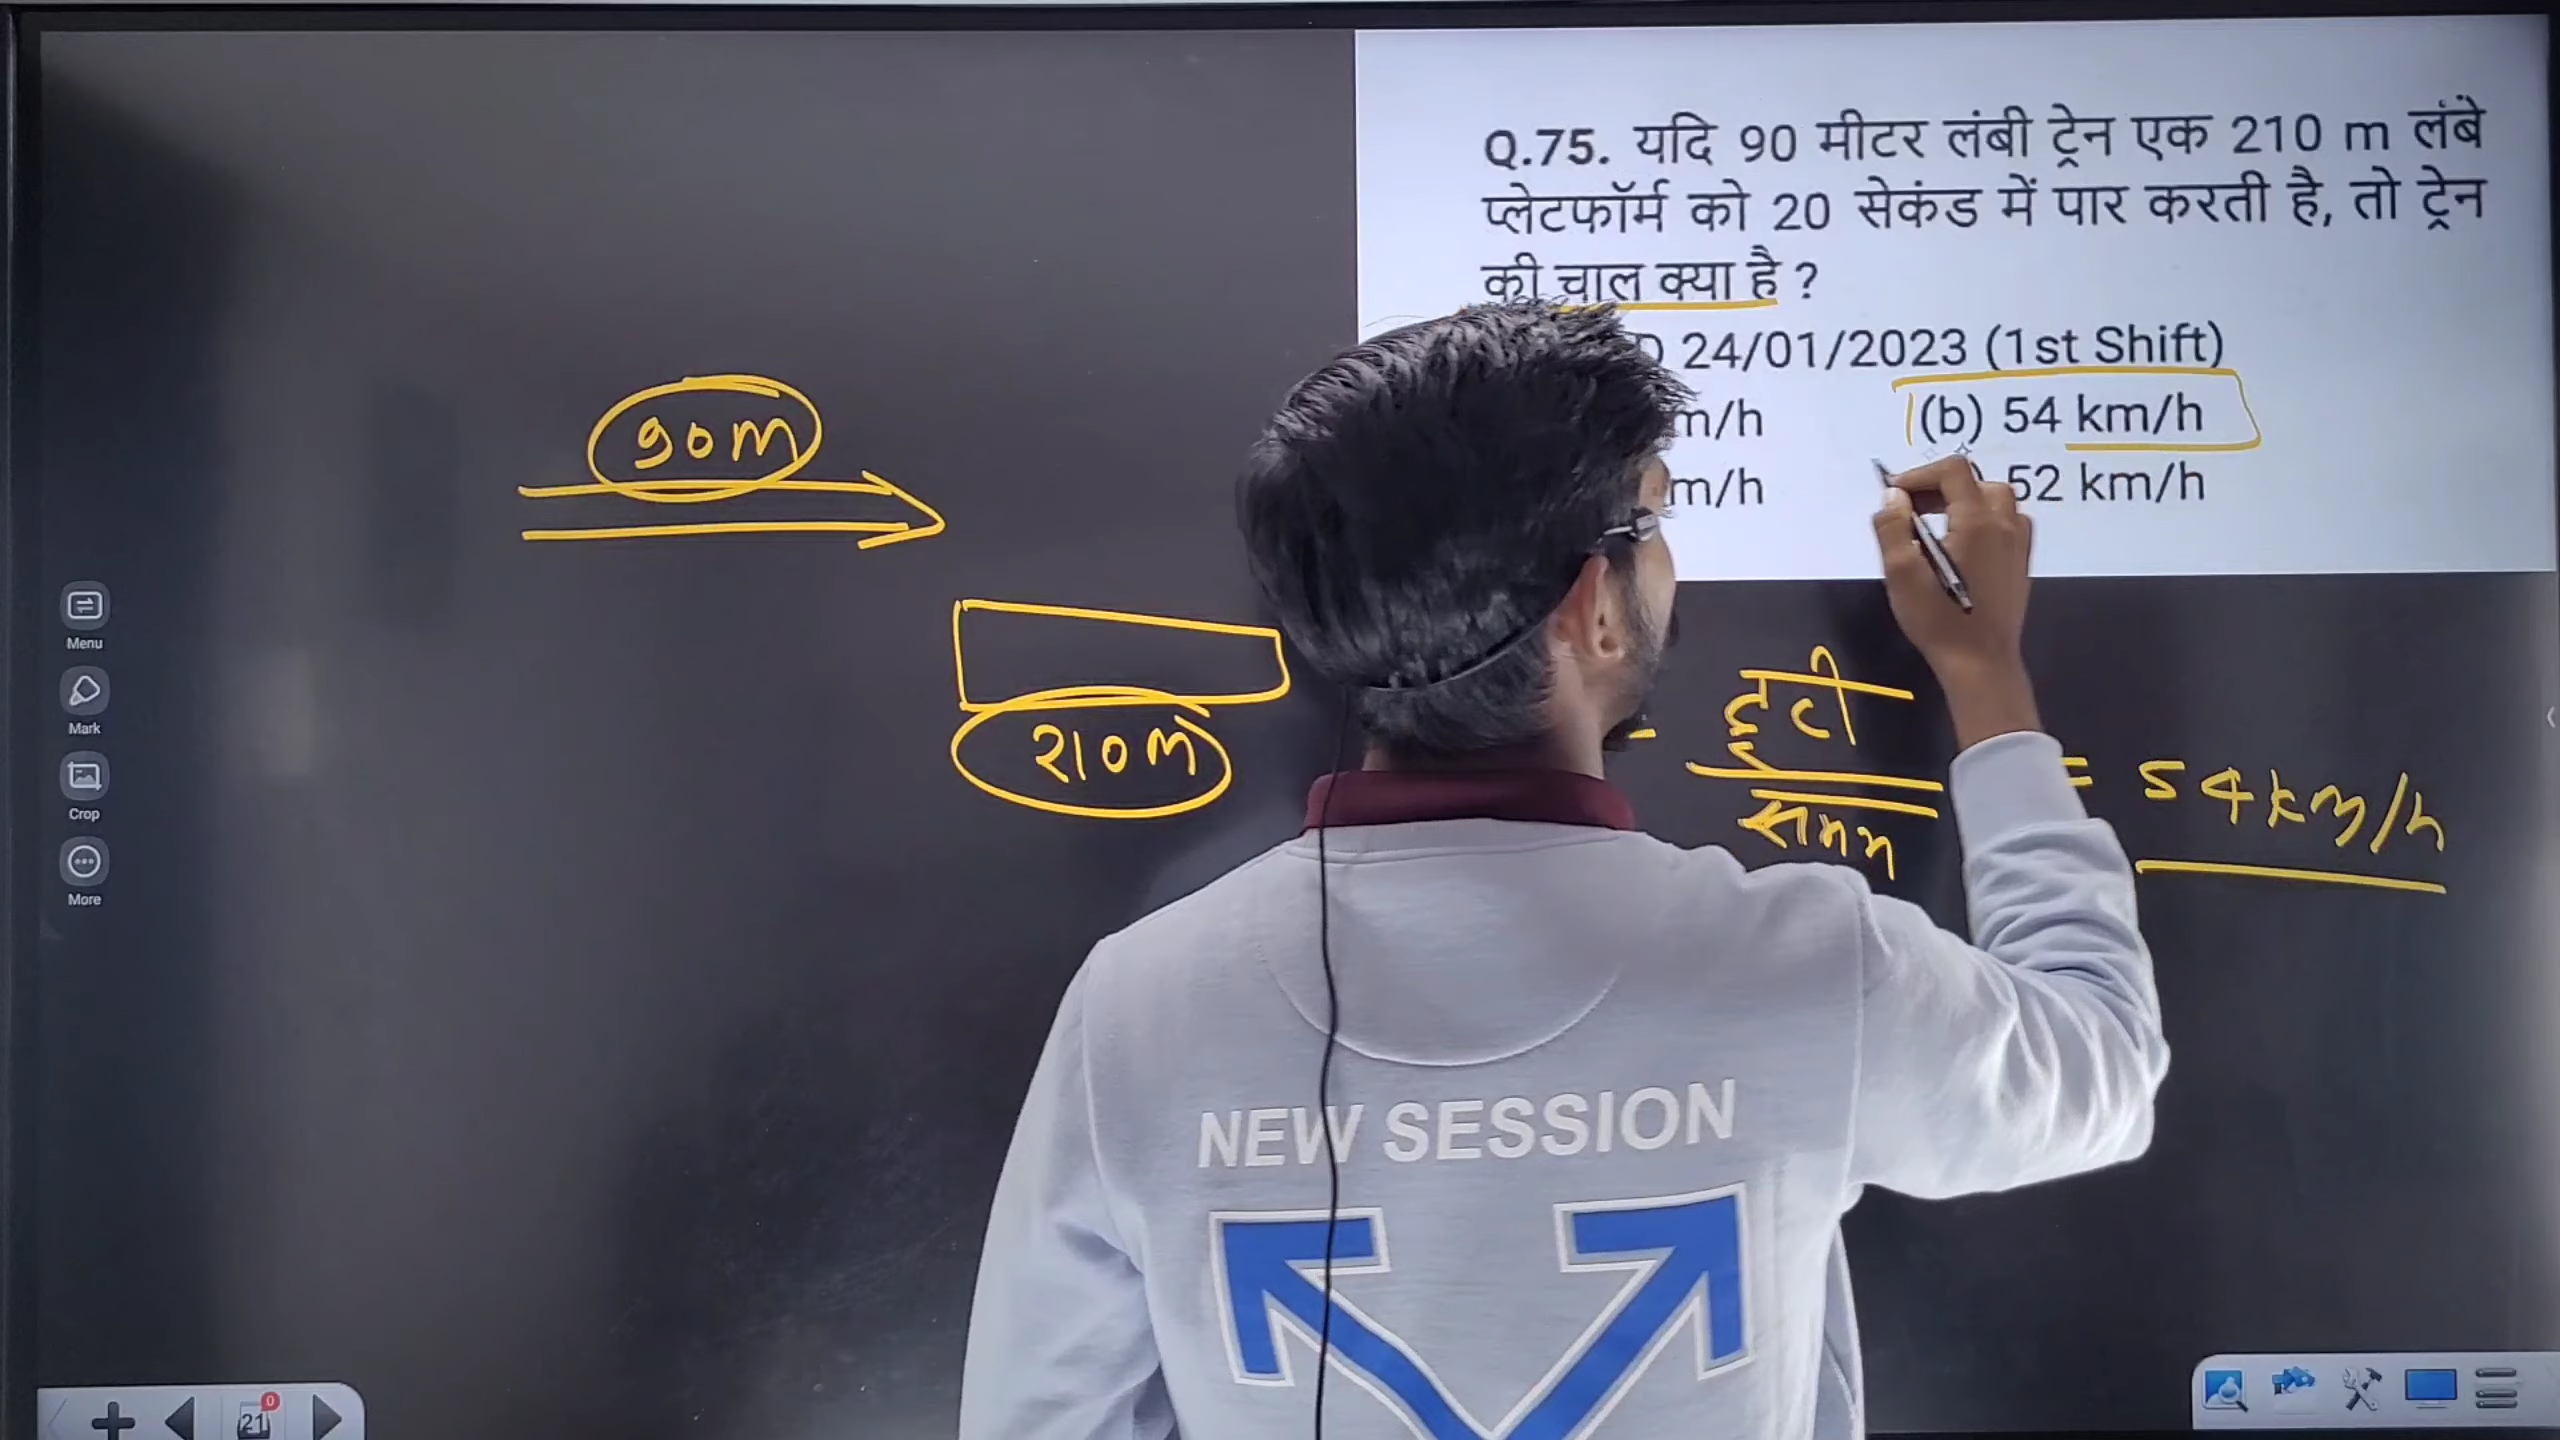 Q.75. यदि 90 मीटर लंबी ट्रेन एक 210 m लंबे
प्लेटफॉर्म को 20 सेकंड में पार करती है, तो ट्रेन
की चाल क्या है ?
24/01/2023 (1st Shift)
m/h (b) 54 km/h
m/h 52 km/h
90m
210m
= दूरी
समय
= 54km/h
Menu
Mark
Crop
More
NEW SESSION
21
0